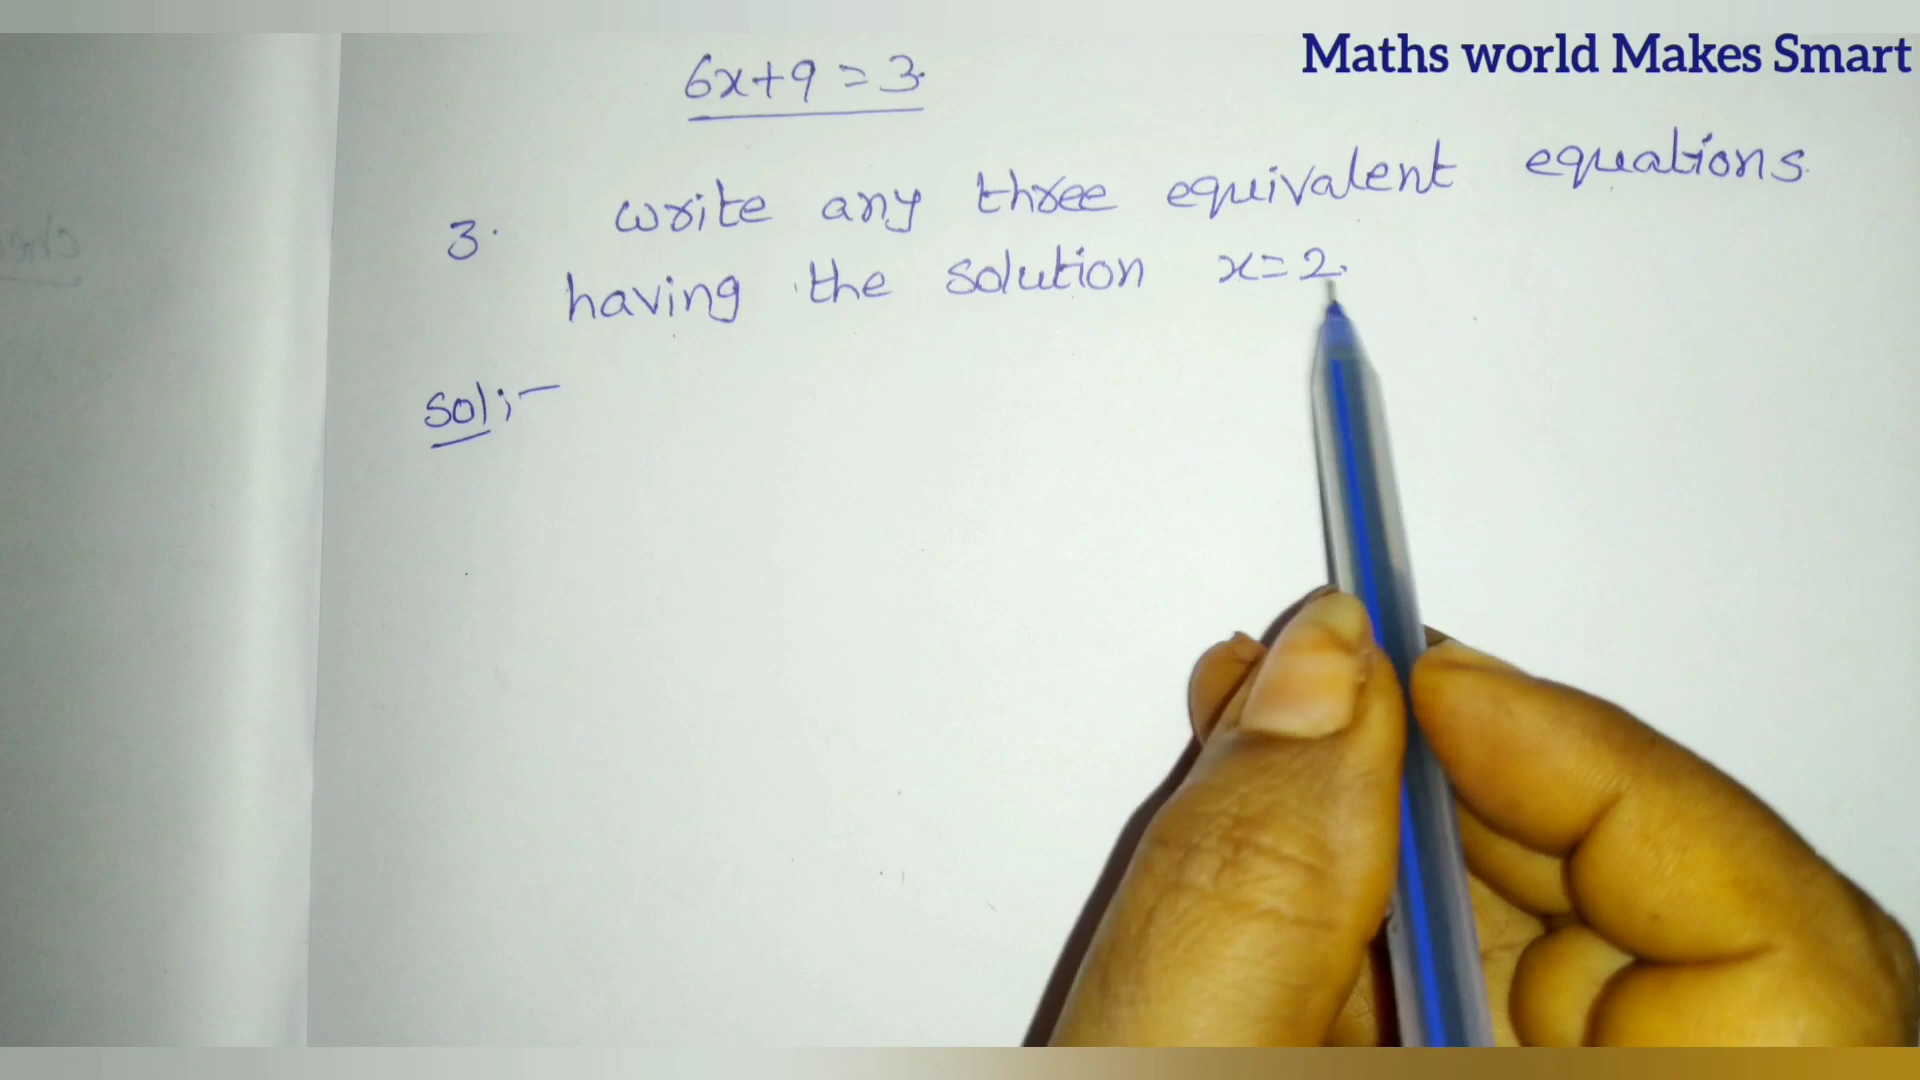 Maths world Makes Smart
6x+9=3.
3. write any three equivalent equations.
having the solution x=2.
sol;-